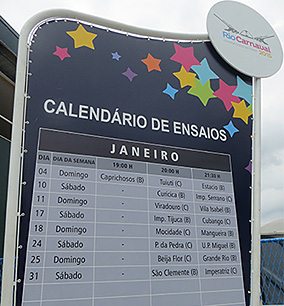 Rio Carnaval
CALENDÁRIO DE ENSAIOS
JANEIRO
DIA DIA DA SEMANA 19:00 H 20:00 H 21:30 H
04 Domingo Caprichosos (B) Tuiuti (C) Estácio (B)
10 Sábado - Curicica (B) Imp. Serrano (C)
11 Domingo - Viradouro (C) Vila Isabel (B)
17 Sábado - Imp. Tijuca (B) Cubango (C)
18 Domingo - Mocidade (C) Mangueira (B)
24 Sábado - P. da Pedra (C) U.P. Miguel (B)
25 Domingo - Beija Flor (C) Grande Rio (B)
31 Sábado - São Clemente (B) Imperatriz (C)